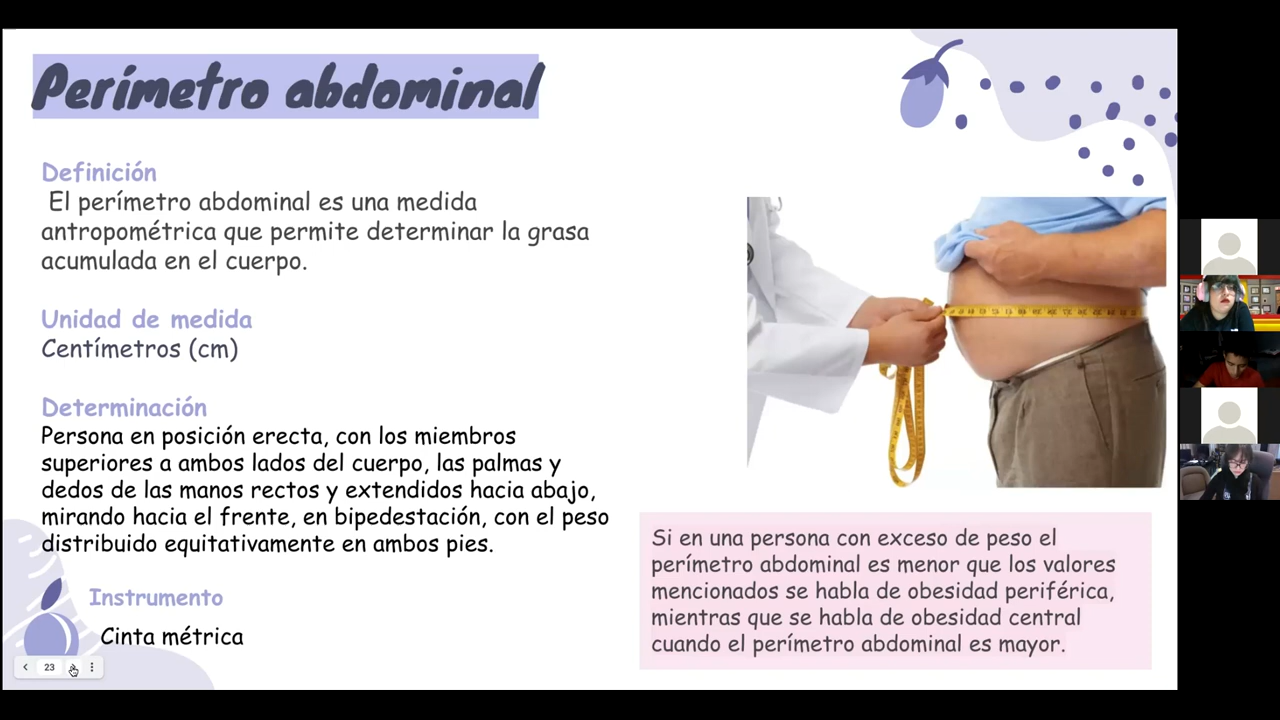 Perímetro abdominal
Definición
El perímetro abdominal es una medida
antropométrica que permite determinar la grasa
acumulada en el cuerpo.
Unidad de medida
Centímetros (cm)
Determinación
Persona en posición erecta, con los miembros
superiores a ambos lados del cuerpo, las palmas y
dedos de las manos rectos y extendidos hacia abajo,
mirando hacia el frente, en bipedestación, con el peso
distribuido equitativamente en ambos pies.
Instrumento
Cinta métrica
23
Si en una persona con exceso de peso el
perímetro abdominal es menor que los valores
mencionados se habla de obesidad periférica,
mientras que se habla de obesidad central
cuando el perímetro abdominal es mayor.